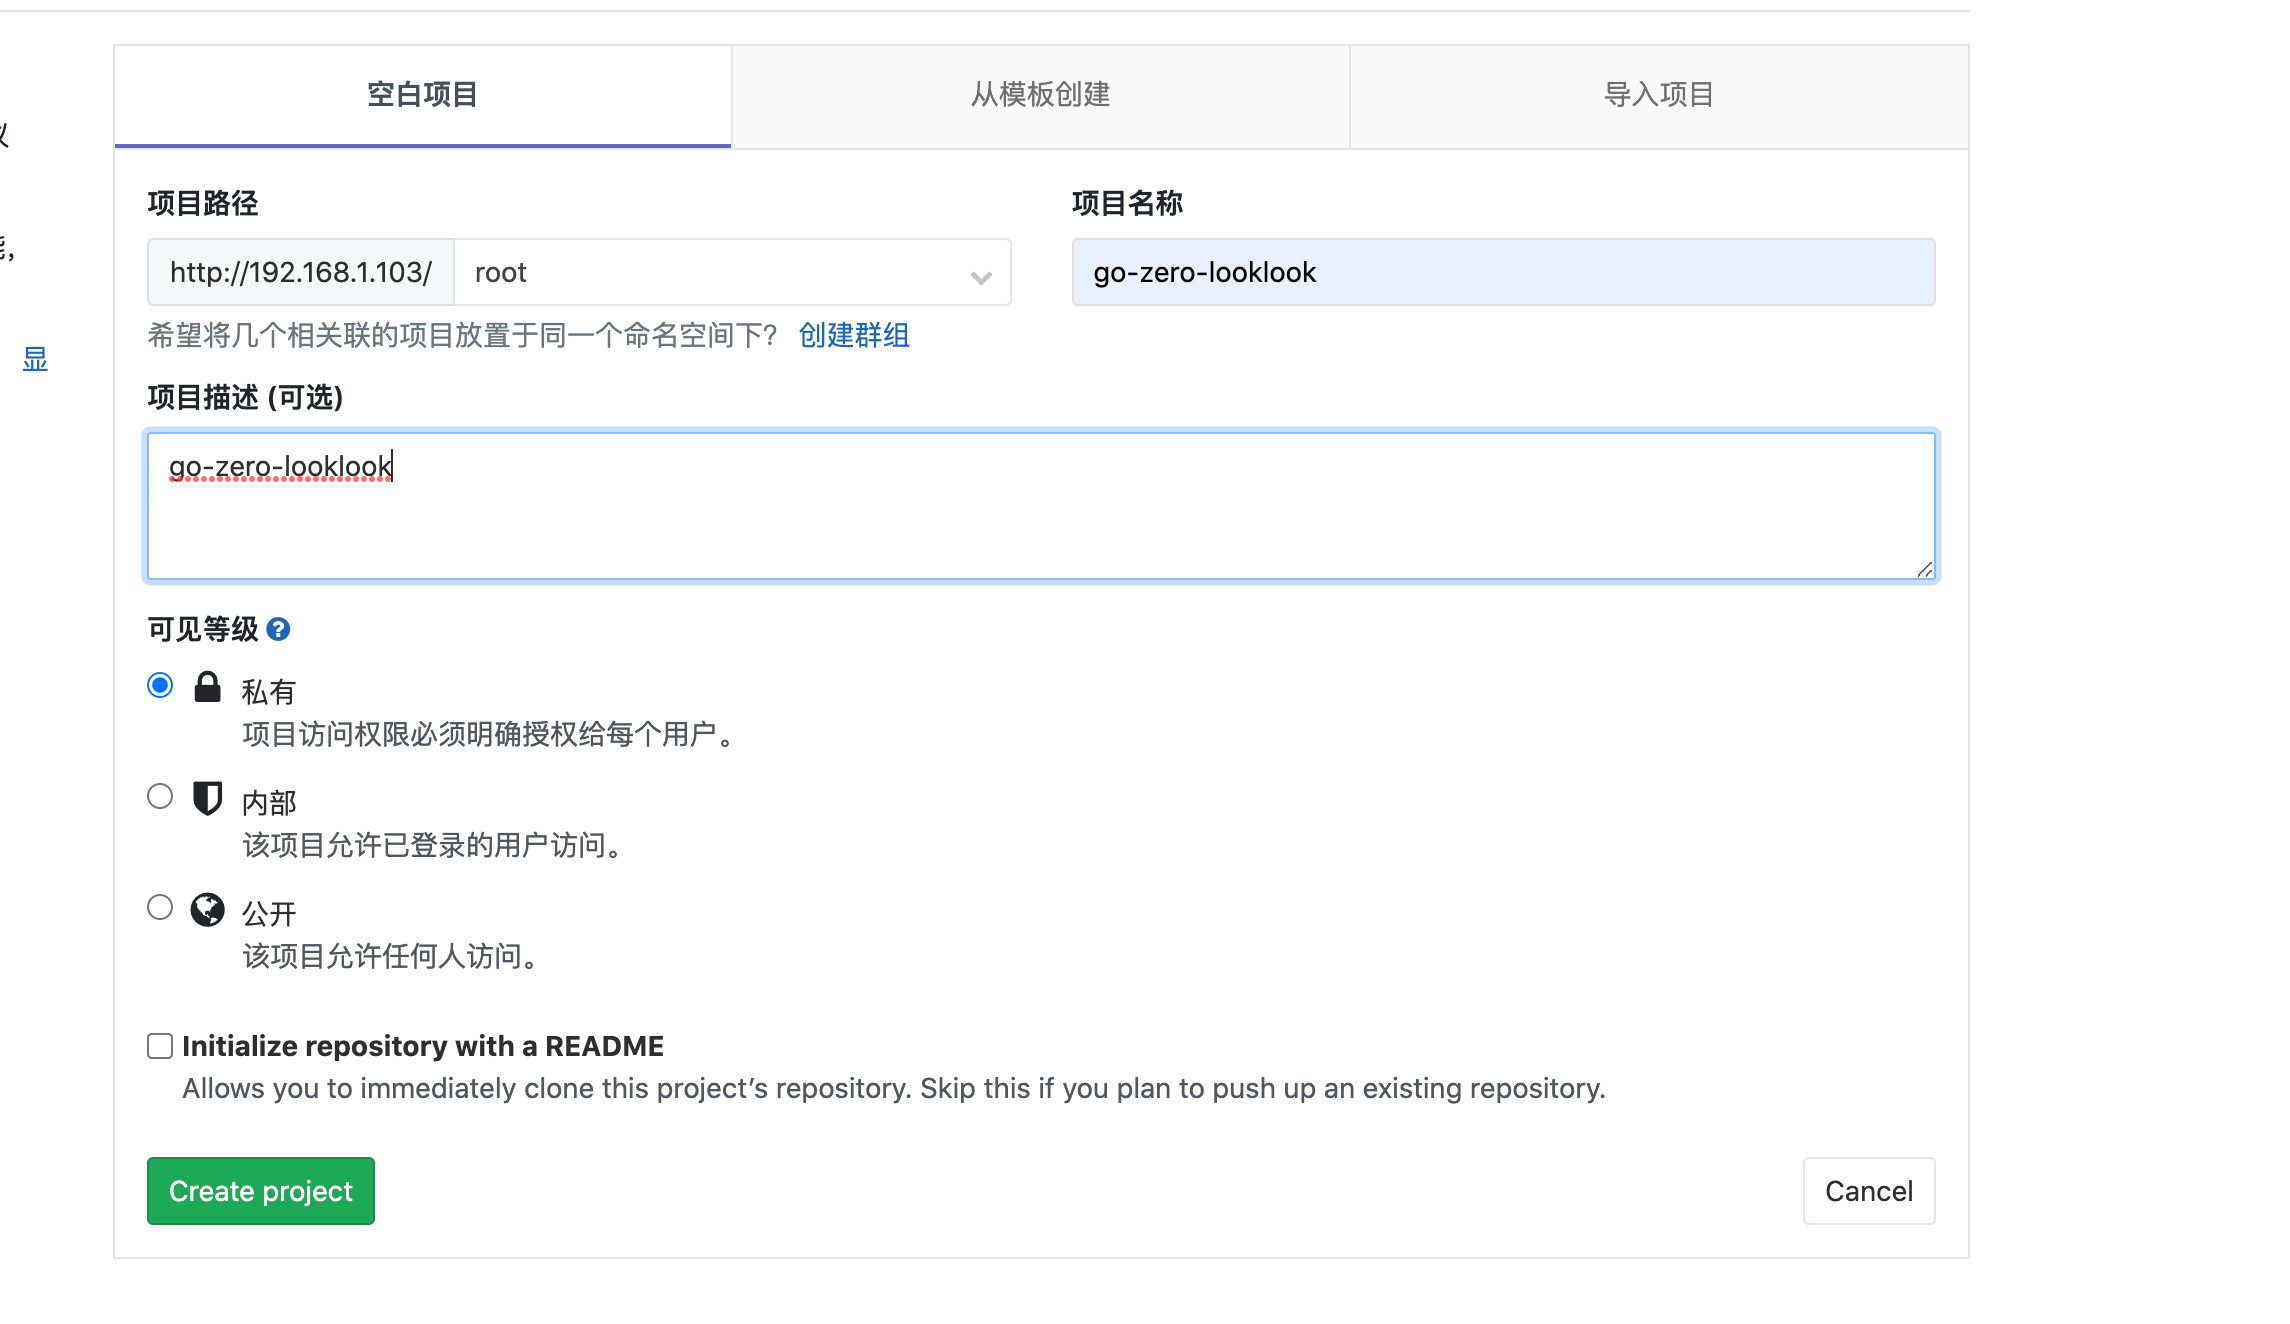 空白项目
从模板创建
导入项目
项目路径
项目名称
http://192.168.1.103/
root
go-zero-looklook
希望将几个相关联的项目放置于同一个命名空间下？ 创建群组
显
项目描述 (可选)
go-zero-looklook
可见等级
私有
项目访问权限必须明确授权给每个用户。
内部
该项目允许已登录的用户访问。
公开
该项目允许任何人访问。
Initialize repository with a README
Allows you to immediately clone this project’s repository. Skip this if you plan to push up an existing repository.
Create project
Cancel